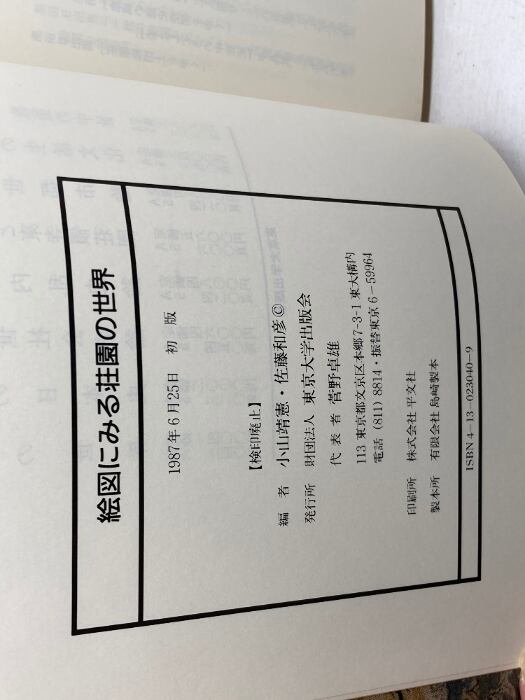 絵図にみる荘園の世界
1987年6月25日 初 版
【検印廃止】
編 者 小山靖憲・佐藤和彦©
発行所 財団法人 東京大学出版会
代 表 者 菅野卓雄
113 東京都文京区本郷7-3-1 東大構内
電話 (811) 8814・振替東京6-59964
印刷所 株式会社 平文社
製本所 有限会社 島崎製本
ISBN 4-13-023040-9